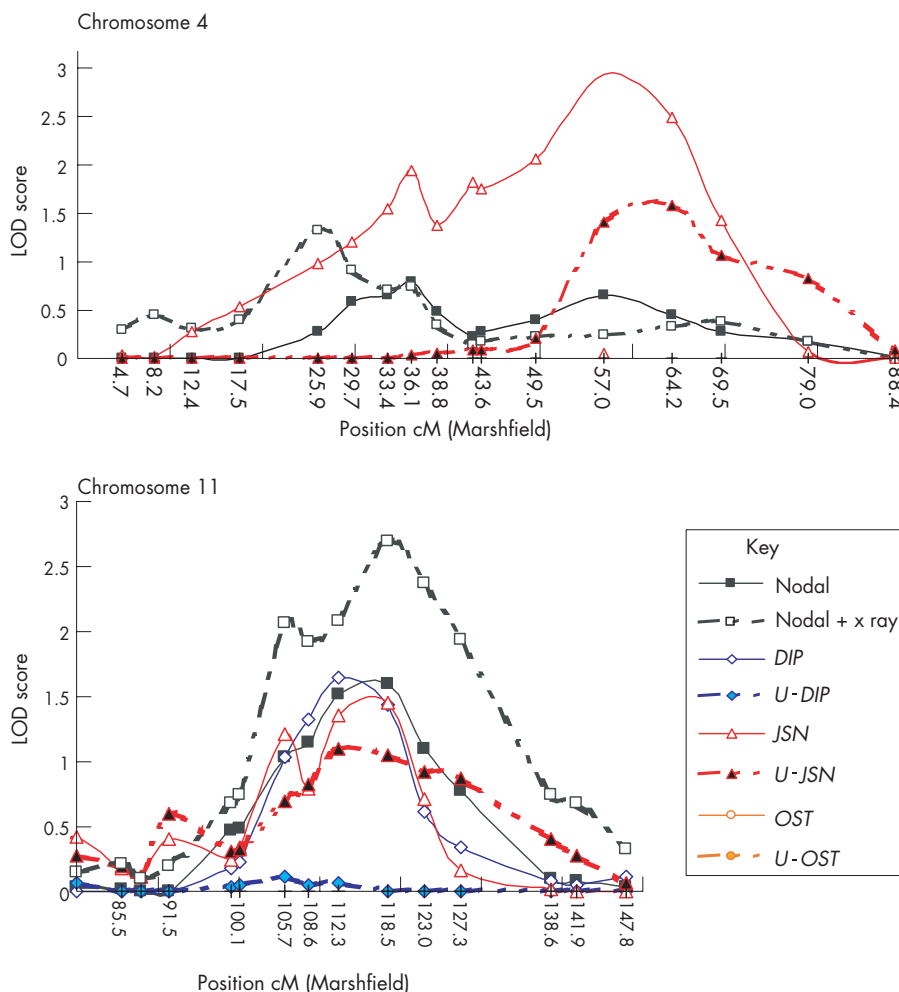 Chromosome 4
3
2.5
2
1.5
1
0.5
0
LOD score
4.7 8.2 12.4 17.5 25.9 29.7 33.4 36.1 38.8 43.6 49.5 57.0 64.2 69.5 79.0 88.4
Position cM (Marshfield)
Chromosome 11
3
2.5
2
1.5
1
0.5
0
LOD score
85.5 91.5 100.1 105.7 108.6 112.3 118.5 123.0 127.3 138.6 141.9 147.8
Position cM (Marshfield)
Key
Nodal
Nodal + x ray
DIP
U-DIP
JSN
U-JSN
OST
U-OST